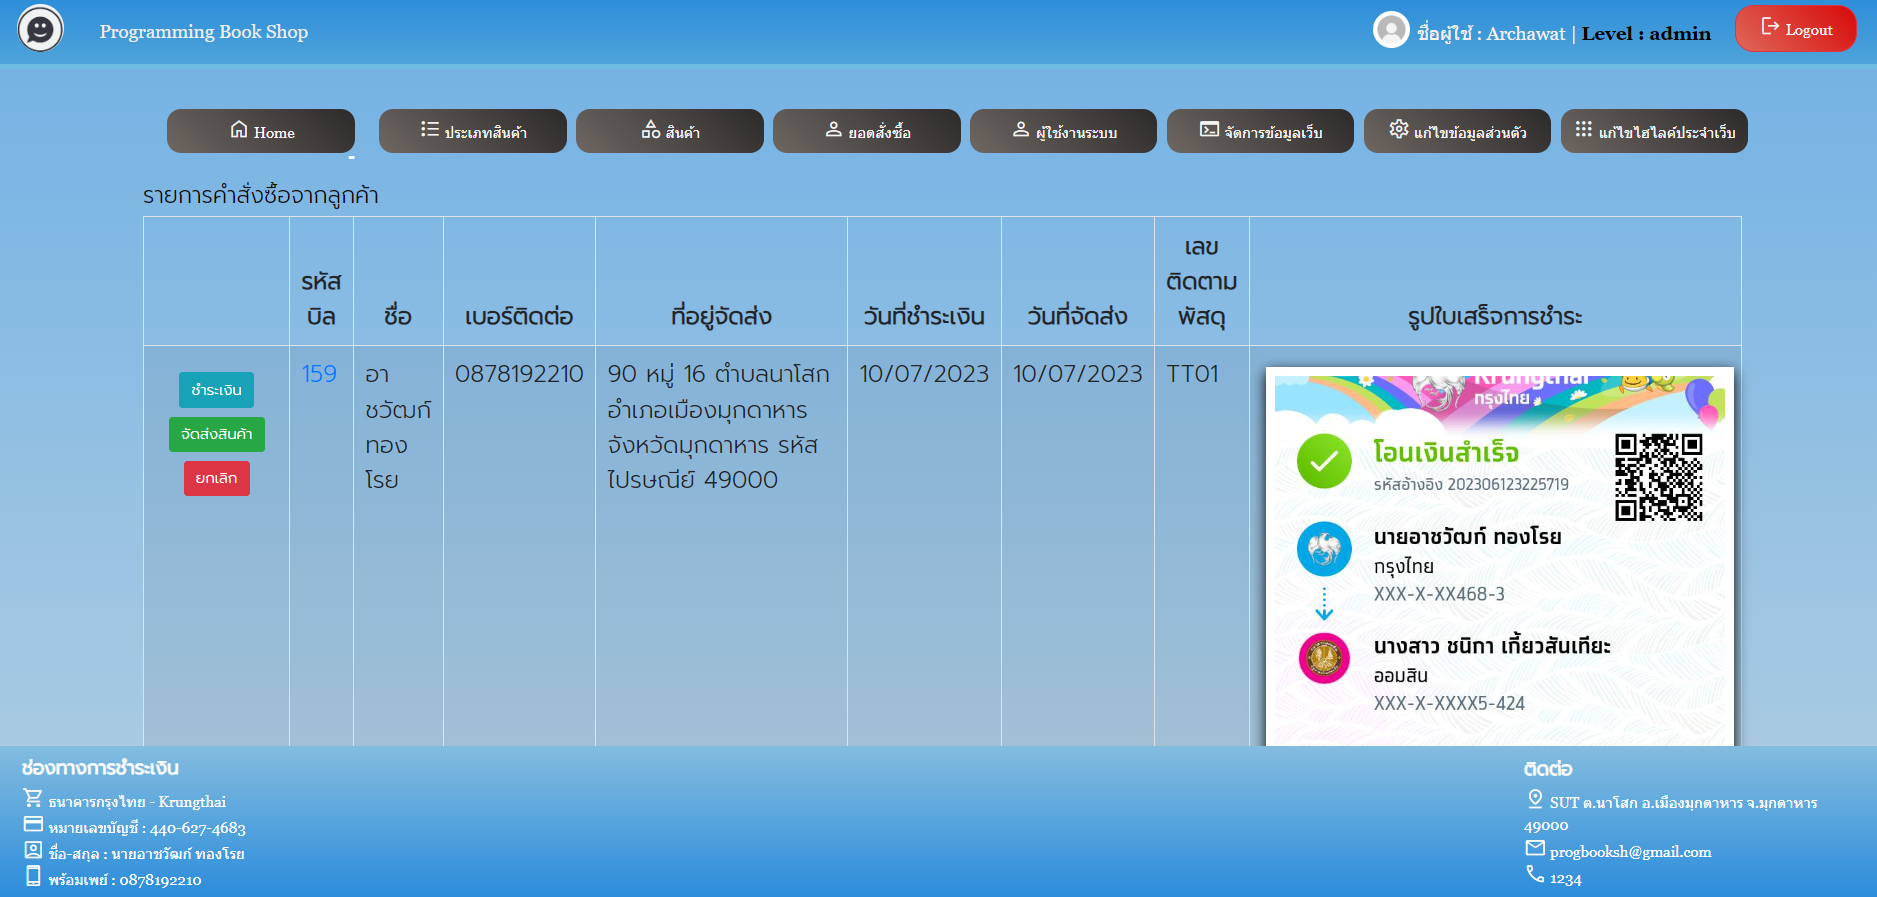 Programming Book Shop
ชื่อผู้ใช้ : Archawat | Level : admin
Logout
Home
ประเภทสินค้า
สินค้า
ยอดสั่งซื้อ
ผู้ใช้งานระบบ
จัดการข้อมูลเว็บ
แก้ไขข้อมูลส่วนตัว
แก้ไขไฮไลค์ประจำเว็บ
รายการคำสั่งซื้อจากลูกค้า
รหัส
บิล
ชื่อ
เบอร์ติดต่อ
ที่อยู่จัดส่ง
วันที่ชำระเงิน
วันที่จัดส่ง
เลข
ติดตาม
พัสดุ
รูปใบเสร็จการชำระ
ชำระเงิน
จัดส่งสินค้า
ยกเลิก
159
อา
ชวัฒก์
ทอง
โรย
0878192210
90 หมู่ 16 ตำบลนาโสก
อำเภอเมืองมุกดาหาร
จังหวัดมุกดาหาร รหัส
ไปรษณีย์ 49000
10/07/2023
10/07/2023
TT01
Krungthai
กรุงไทย
โอนเงินสำเร็จ
รหัสอ้างอิง 202306123225719
นายอาชวัฒก์ ทองโรย
กรุงไทย
XXX-X-XX468-3
นางสาว ชนิกา เกี้ยวสันเทียะ
ออมสิน
XXX-X-XXXX5-424
ช่องทางการชำระเงิน
ธนาคารกรุงไทย - Krungthai
หมายเลขบัญชี : 440-627-4683
ชื่อ-สกุล : นายอาชวัฒก์ ทองโรย
พร้อมเพย์ : 0878192210
ติดต่อ
SUT ต.นาโสก อ.เมืองมุกดาหาร จ.มุกดาหาร
49000
progbooksh@gmail.com
1234